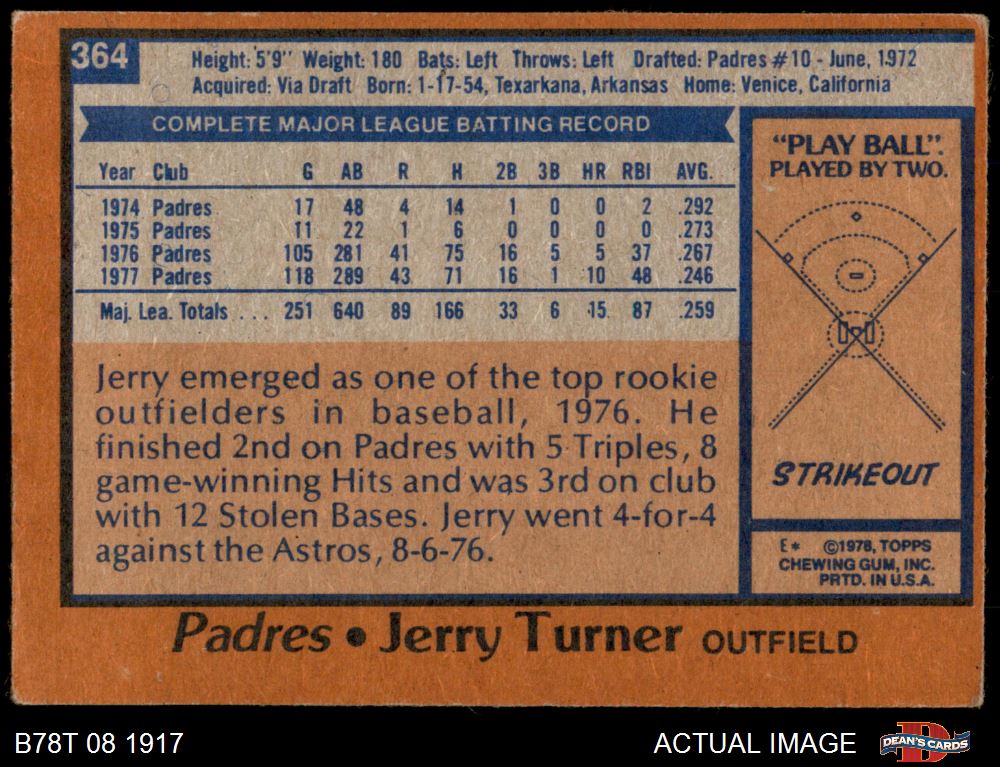 364
Height: 5'9" Weight: 180 Bats: Left Throws: Left Drafted: Padres #10 - June, 1972
Acquired: Via Draft Born: 1-17-54, Texarkana, Arkansas Home: Venice, California
COMPLETE MAJOR LEAGUE BATTING RECORD
Year Club G AB R H 2B 3B HR RBI AVG.
1974 Padres 17 48 4 14 1 0 0 2 .292
1975 Padres 11 22 1 6 0 0 0 0 .273
1976 Padres 105 281 41 75 16 5 5 37 .267
1977 Padres 118 289 43 71 16 1 10 48 .246
Maj. Lea. Totals . . . 251 640 89 166 33 6 15 87 .259
Jerry emerged as one of the top rookie
outfielders in baseball, 1976. He
finished 2nd on Padres with 5 Triples, 8
game-winning Hits and was 3rd on club
with 12 Stolen Bases. Jerry went 4-for-4
against the Astros, 8-6-76.
"PLAY BALL".
PLAYED BY TWO.
STRIKEOUT
E* ©1978, TOPPS
CHEWING GUM, INC.
PRTD. IN U.S.A.
Padres • Jerry Turner OUTFIELD
B78T 08 1917 ACTUAL IMAGE DEAN'S CARDS